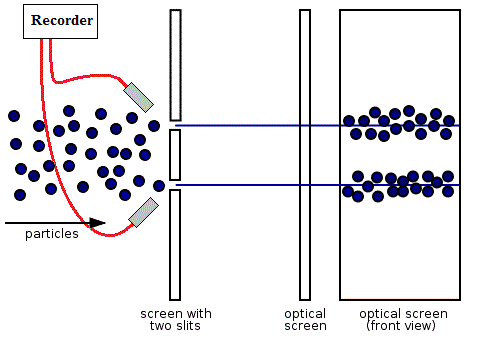 Recorder
particles
screen with
two slits
optical
screen
optical screen
(front view)